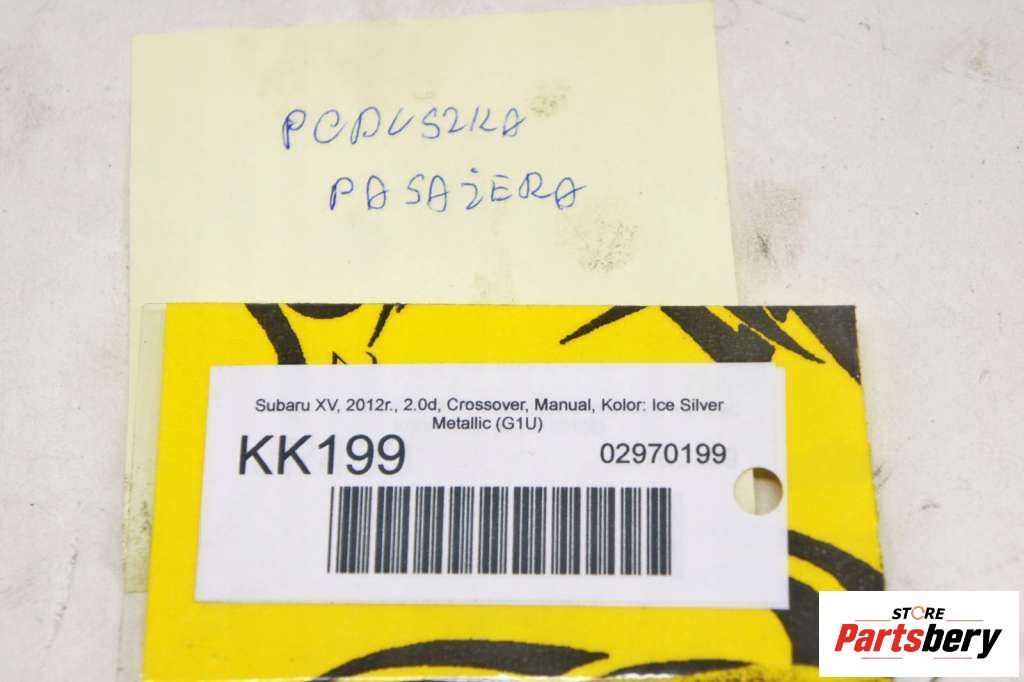 PODUSZKA
PASAŻERA
Subaru XV, 2012r., 2.0d, Crossover, Manual, Kolor: Ice Silver
Metallic (G1U)
KK199
02970199
STORE
Partsbery